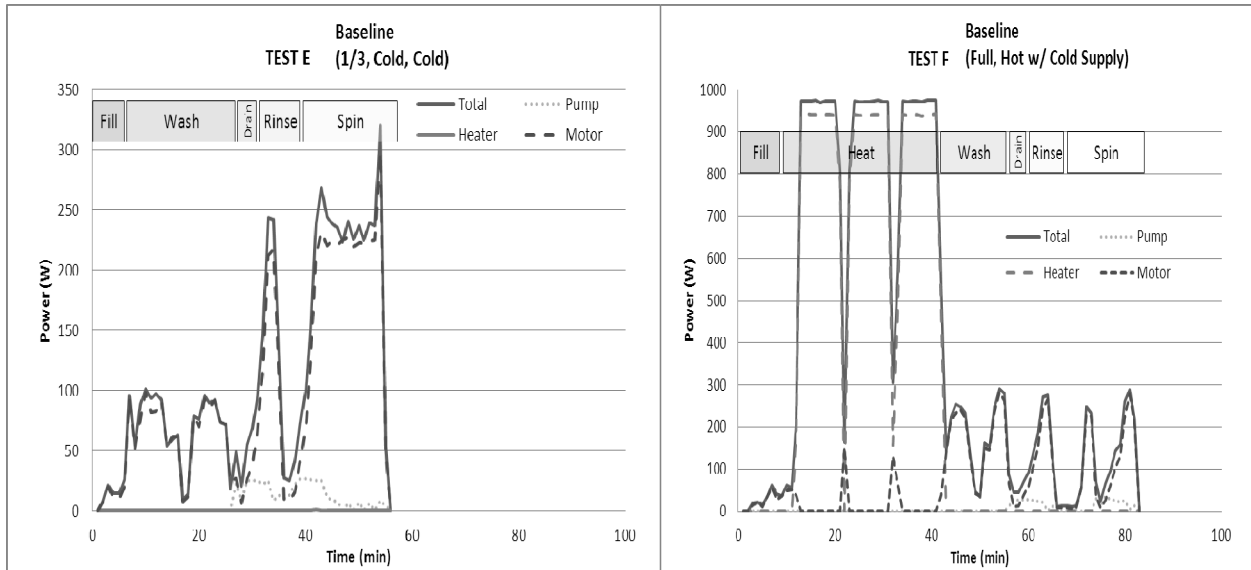 Baseline
TEST E (1/3, Cold, Cold)
350
300
250
200
150
100
50
0
Power (W)
Fill
Wash
Drain
Rinse
Spin
Total
Pump
Heater
Motor
0 20 40 60 80 100
Time (min)
Baseline
TEST F (Full, Hot w/ Cold Supply)
1000
900
800
700
600
500
400
300
200
100
0
Power (W)
Fill
Heat
Wash
Drain
Rinse
Spin
Total
Pump
Heater
Motor
0 20 40 60 80 100
Time (min)